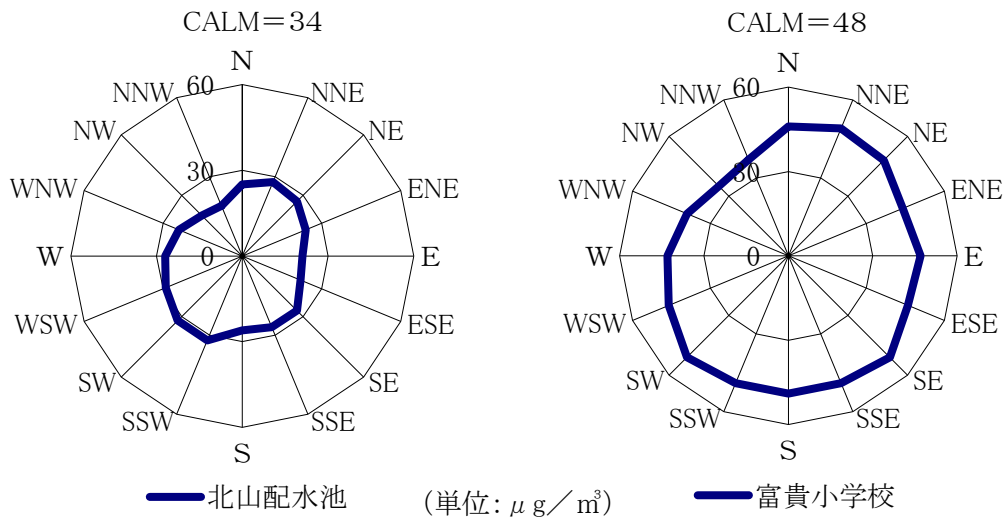 CALM=34
N
NNE
NE
ENE
E
ESE
SE
SSE
S
SSW
SW
WSW
W
WNW
NW
NNW
60
30
0
北山配水池
(単位:μg/㎥)
CALM=48
N
NNE
NE
ENE
E
ESE
SE
SSE
S
SSW
SW
WSW
W
WNW
NW
NNW
60
30
0
富貴小学校